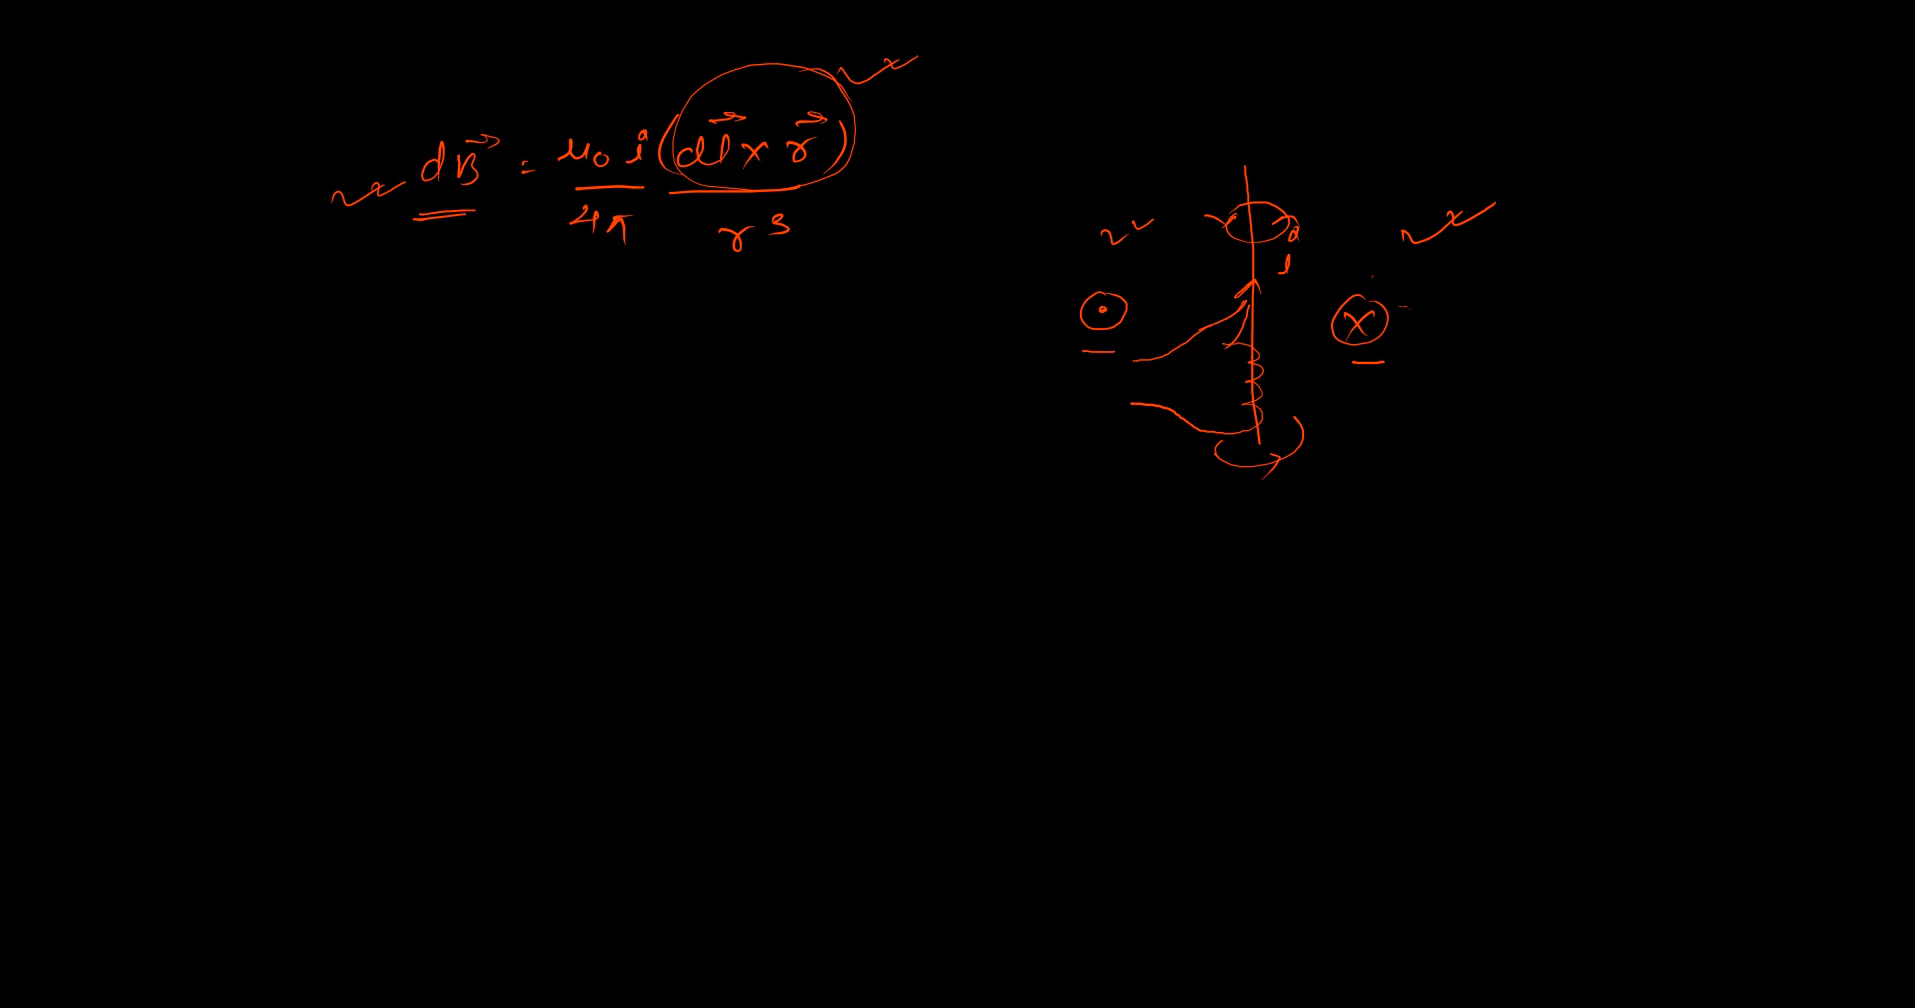 dB⃗ = μ₀ i (dl⃗ × r⃗)
4π r³